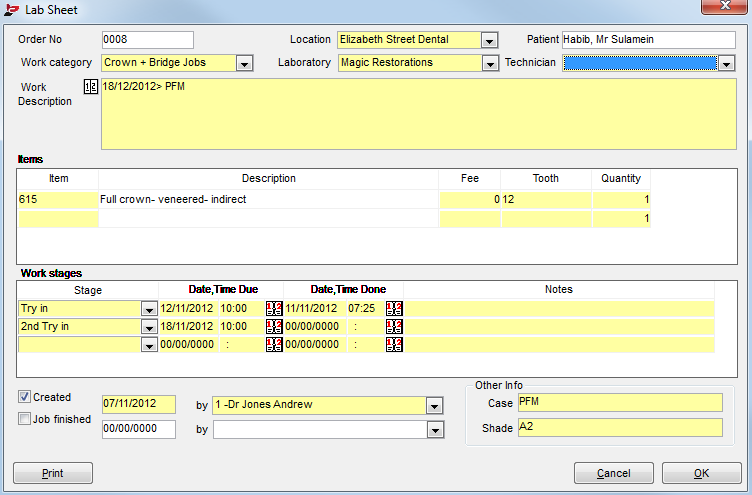 Lab Sheet
Order No 0008 Location Elizabeth Street Dental Patient Habib, Mr Sulamein
Work category Crown + Bridge Jobs Laboratory Magic Restorations Technician
Work Description 18/12/2012> PFM
Items
Item Description Fee Tooth Quantity
615 Full crown- veneered- indirect 0 12 1
1
Work stages
Stage Date,Time Due Date,Time Done Notes
Try in 12/11/2012 10:00 11/11/2012 07:25
2nd Try in 18/11/2012 10:00 00/00/0000 :
00/00/0000 : 00/00/0000 :
Created 07/11/2012 by 1 -Dr Jones Andrew
Job finished 00/00/0000 by
Other Info
Case PFM
Shade A2
Print Cancel OK